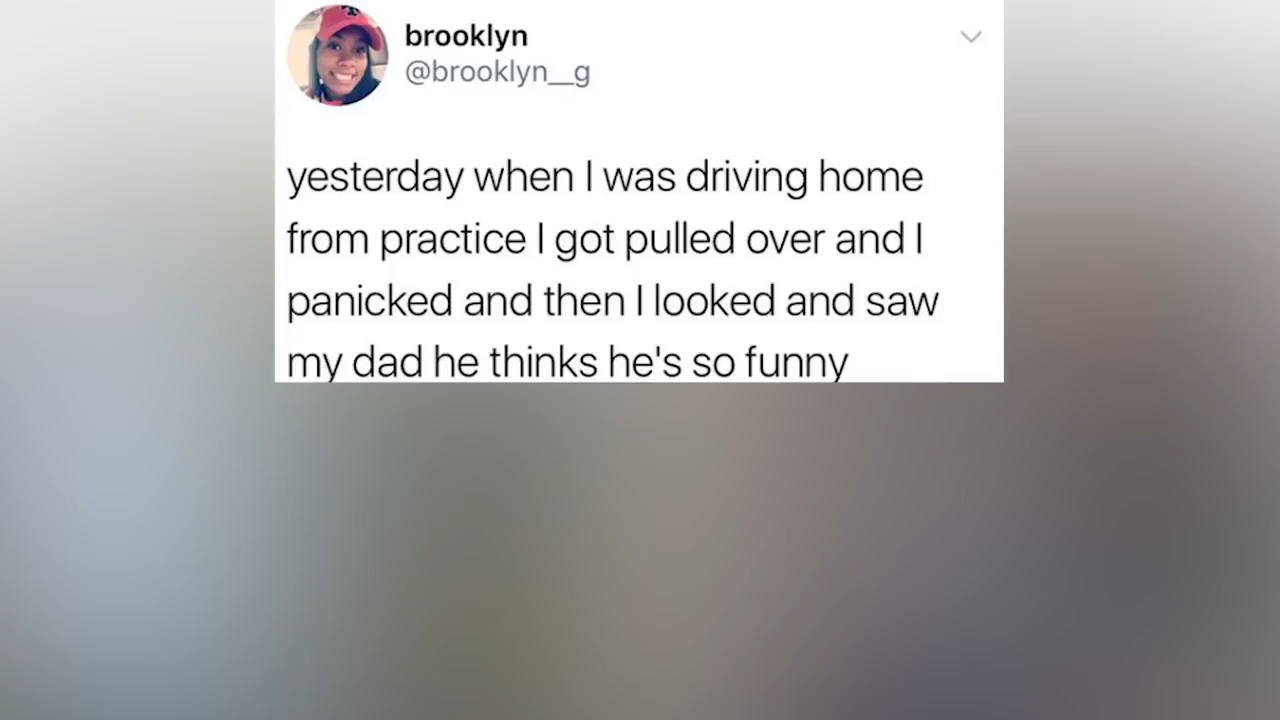 brooklyn
@brooklyn__g
yesterday when I was driving home
from practice I got pulled over and I
panicked and then I looked and saw
my dad he thinks he's so funny